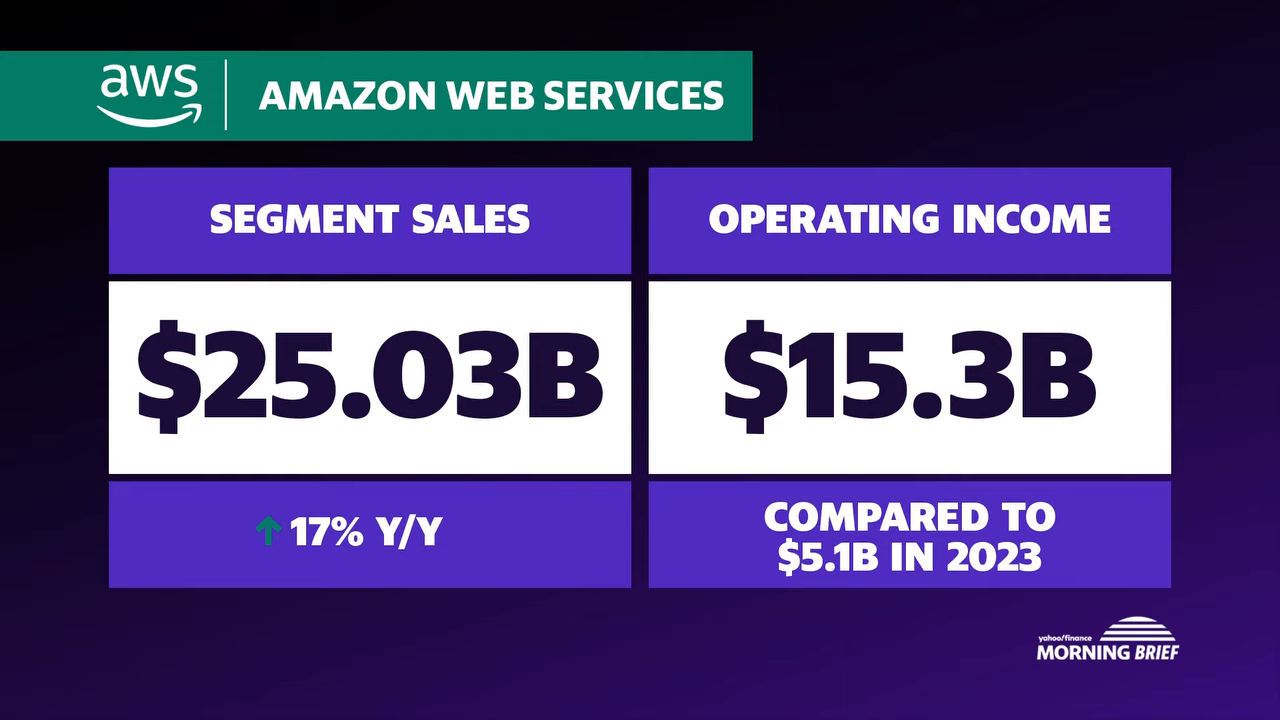 aws
AMAZON WEB SERVICES
SEGMENT SALES
OPERATING INCOME
$25.03B
$15.3B
↑ 17% Y/Y
COMPARED TO
$5.1B IN 2023
yahoo!finance
MORNING BRIEF